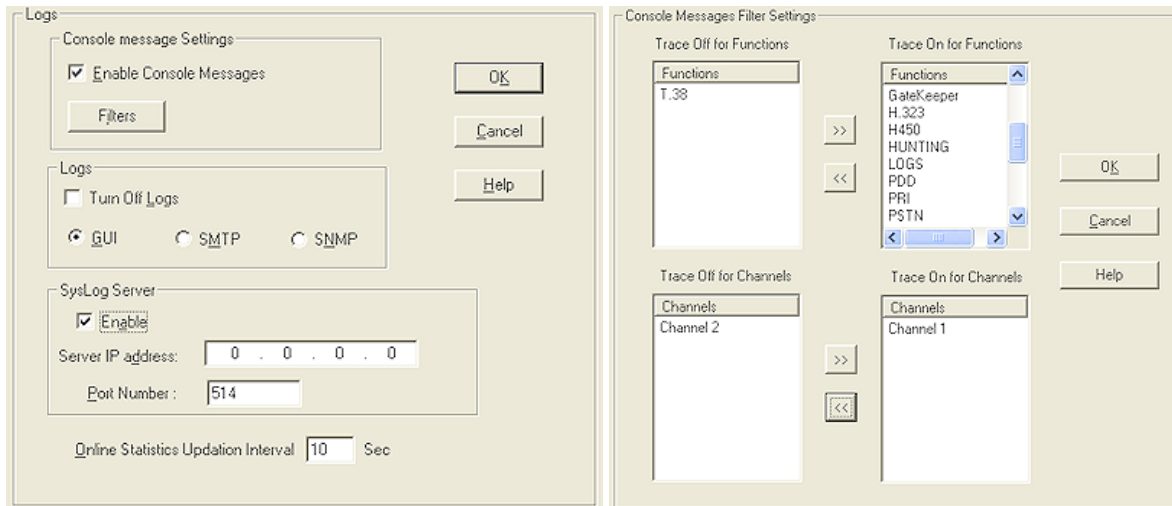 Logs
Console message Settings
Enable Console Messages
Filters
OK
Cancel
Help
Logs
Turn Off Logs
GUI
SMTP
SNMP
SysLog Server
Enable
Server IP address:
0 . 0 . 0 . 0
Port Number :
514
Online Statistics Updation Interval 10 Sec
Console Messages Filter Settings
Trace Off for Functions
Functions
T.38
>>
<<
Trace On for Functions
Functions
GateKeeper
H.323
H450
HUNTING
LOGS
PDD
PRI
PSTN
OK
Cancel
Help
Trace Off for Channels
Channels
Channel 2
>>
<<
Trace On for Channels
Channels
Channel 1